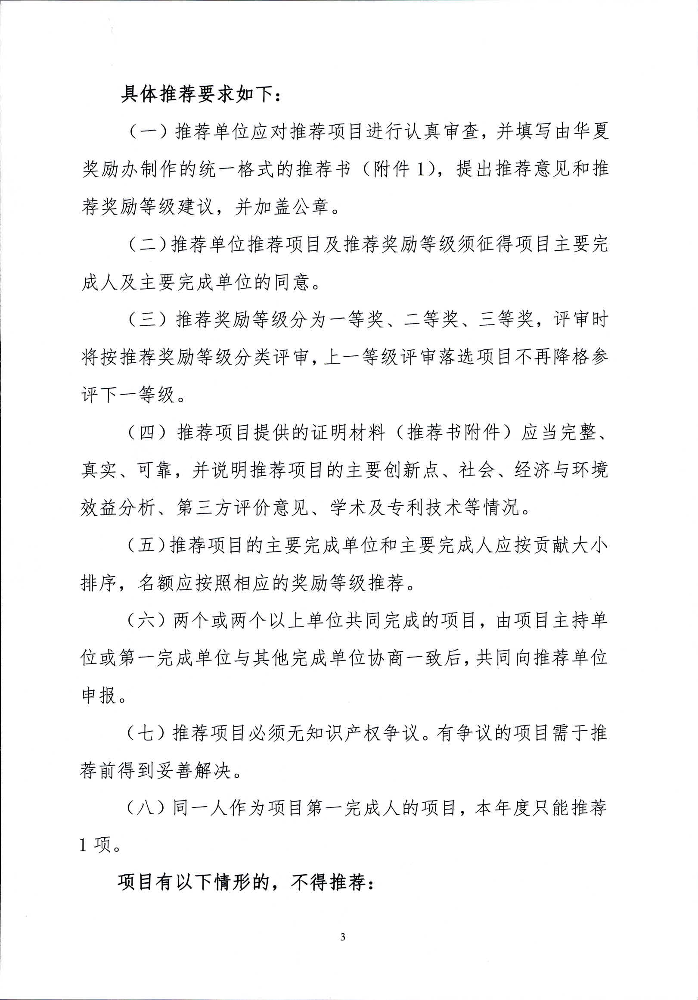 具体推荐要求如下：
（一）推荐单位应对推荐项目进行认真审查，并填写由华夏
奖励办制作的统一格式的推荐书（附件1），提出推荐意见和推
荐奖励等级建议，并加盖公章。
（二）推荐单位推荐项目及推荐奖励等级须征得项目主要完
成人及主要完成单位的同意。
（三）推荐奖励等级分为一等奖、二等奖、三等奖，评审时
将按推荐奖励等级分类评审，上一等级评审落选项目不再降格参
评下一等级。
（四）推荐项目提供的证明材料（推荐书附件）应当完整、
真实、可靠，并说明推荐项目的主要创新点、社会、经济与环境
效益分析、第三方评价意见、学术及专利技术等情况。
（五）推荐项目的主要完成单位和主要完成人应按贡献大小
排序，名额应按照相应的奖励等级推荐。
（六）两个或两个以上单位共同完成的项目，由项目主持单
位或第一完成单位与其他完成单位协商一致后，共同向推荐单位
申报。
（七）推荐项目必须无知识产权争议。有争议的项目需于推
荐前得到妥善解决。
（八）同一人作为项目第一完成人的项目，本年度只能推荐
1项。
项目有以下情形的，不得推荐：
3